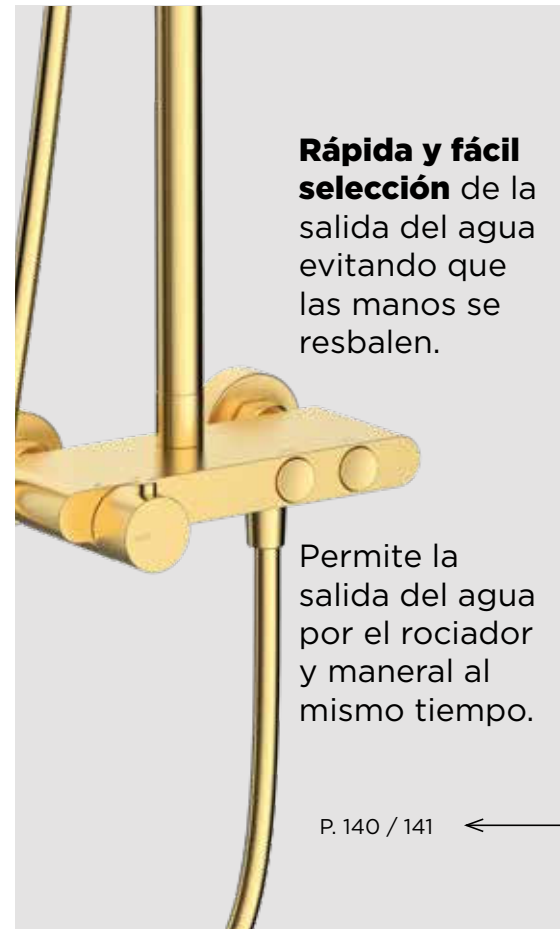 Rápida y fácil
selección de la
salida del agua
evitando que
las manos se
resbalen.
Permite la
salida del agua
por el rociador
y maneral al
mismo tiempo.
P. 140 / 141